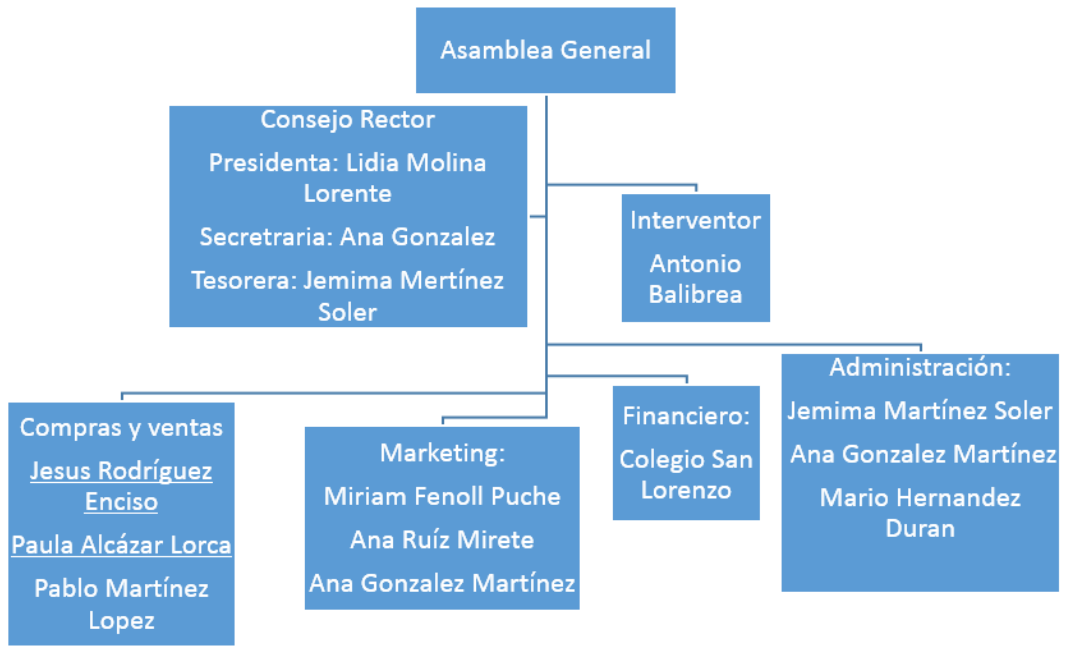 Asamblea General
Consejo Rector
Presidenta: Lidia Molina
Lorente
Secretraria: Ana Gonzalez
Tesorera: Jemima Mertínez
Soler
Interventor
Antonio
Balibrea
Compras y ventas
Jesus Rodríguez
Enciso
Paula Alcázar Lorca
Pablo Martínez
Lopez
Marketing:
Miriam Fenoll Puche
Ana Ruíz Mirete
Ana Gonzalez Martínez
Financiero:
Colegio San
Lorenzo
Administración:
Jemima Martínez Soler
Ana Gonzalez Martínez
Mario Hernandez
Duran